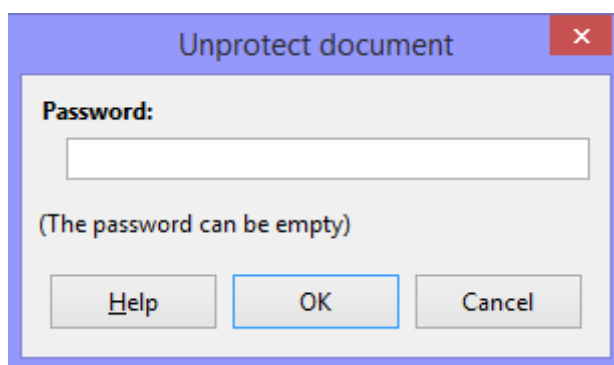 Unprotect document
Password:
(The password can be empty)
Help OK Cancel